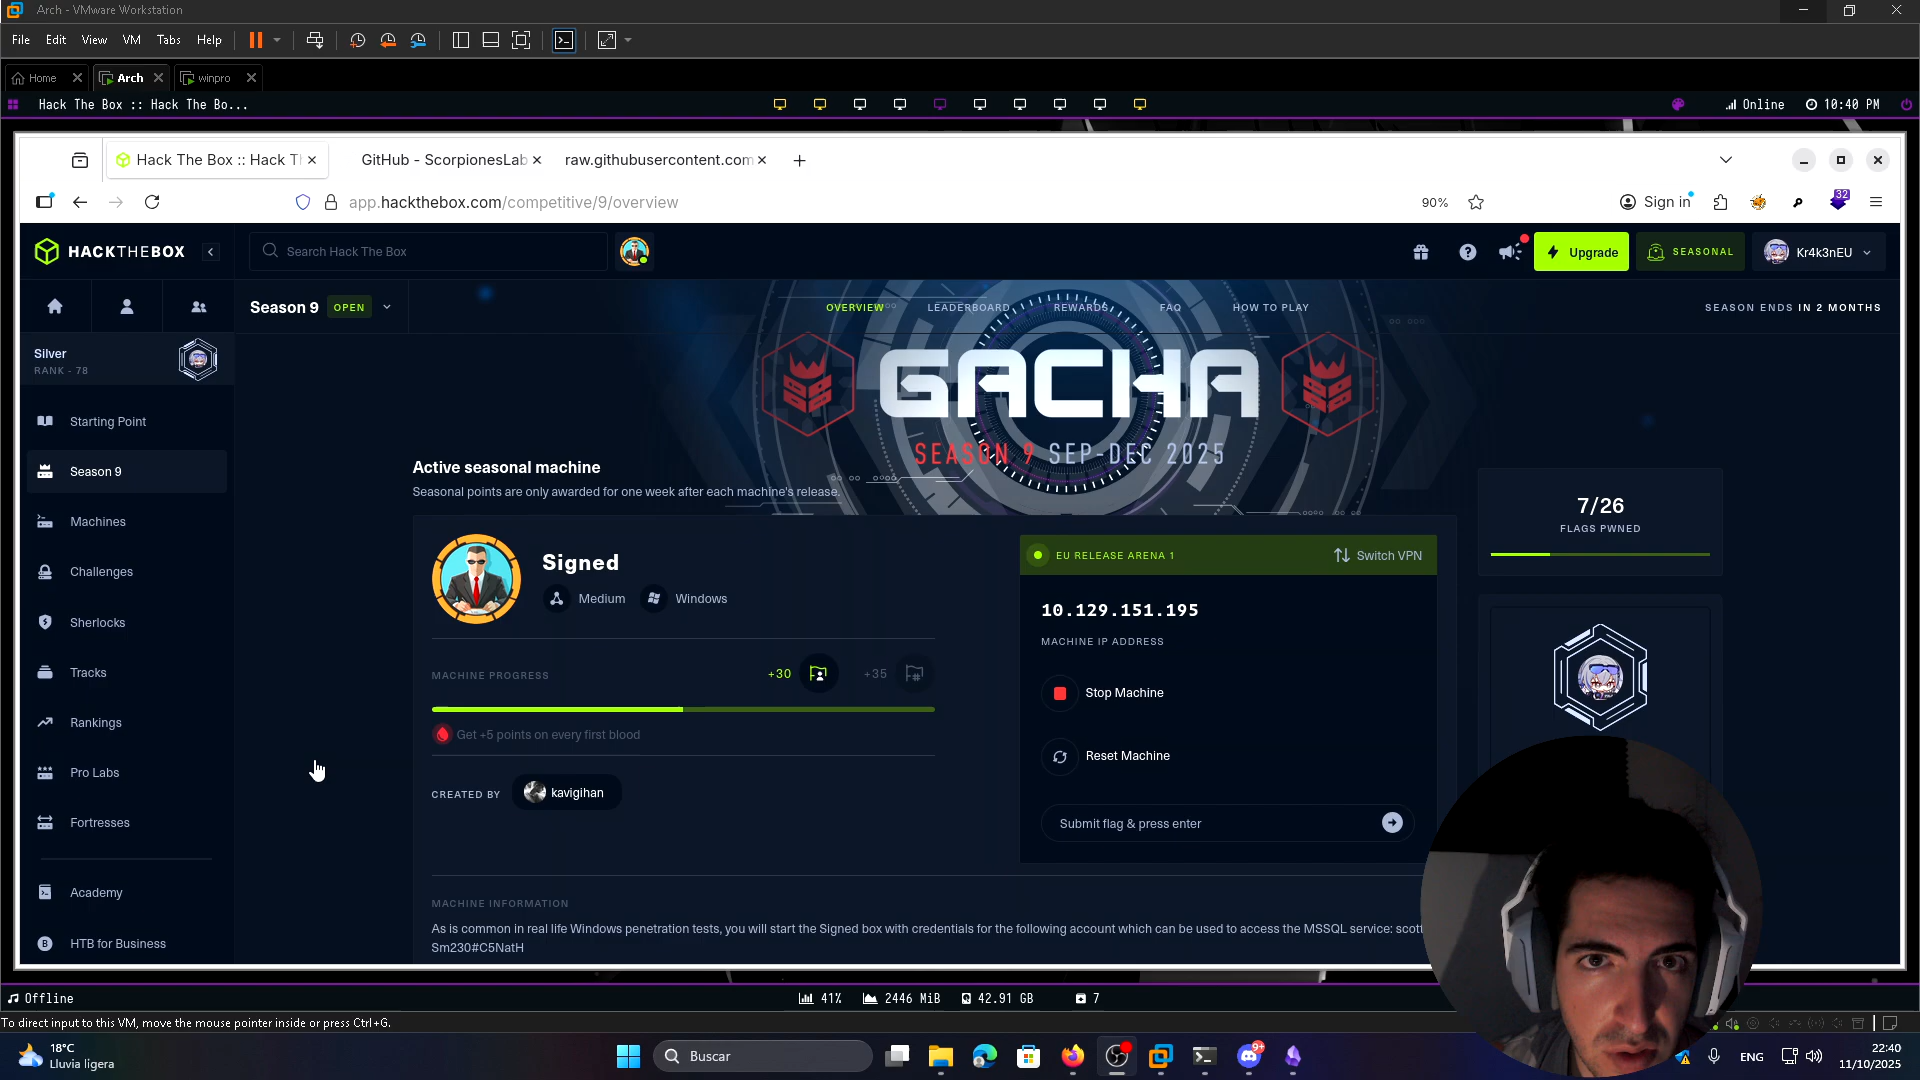 Arch - VMware Workstation
File Edit View VM Tabs Help
Home Arch winpro
Hack The Box :: Hack The Bo...
Online 10:40 PM
Hack The Box :: Hack T
GitHub - ScorpionesLab
raw.githubusercontent.com
app.hackthebox.com/competitive/9/overview
90%
Sign in
32
HACKTHEBOX
Search Hack The Box
Upgrade
SEASONAL
Kr4k3nEU
Season 9 OPEN
OVERVIEW LEADERBOARD REWARDS FAQ HOW TO PLAY
SEASON ENDS IN 2 MONTHS
Silver
RANK - 78
Starting Point
Season 9
Machines
Challenges
Sherlocks
Tracks
Rankings
Pro Labs
Fortresses
Academy
HTB for Business
GACHA
SEASON 9 SEP-DEC 2025
Active seasonal machine
Seasonal points are only awarded for one week after each machine's release.
Signed
Medium Windows
MACHINE PROGRESS +30 +35
Get +5 points on every first blood
CREATED BY kavigihan
EU RELEASE ARENA 1 Switch VPN
10.129.151.195
MACHINE IP ADDRESS
Stop Machine
Reset Machine
Submit flag & press enter
7/26
FLAGS PWNED
MACHINE INFORMATION
As is common in real life Windows penetration tests, you will start the Signed box with credentials for the following account which can be used to access the MSSQL service: scott
Sm230#C5NatH
Offline
41% 2446 MiB 42.91 GB 7
To direct input to this VM, move the mouse pointer inside or press Ctrl+G.
18°C
Lluvia ligera
Buscar
9+
ENG
22:40
11/10/2025